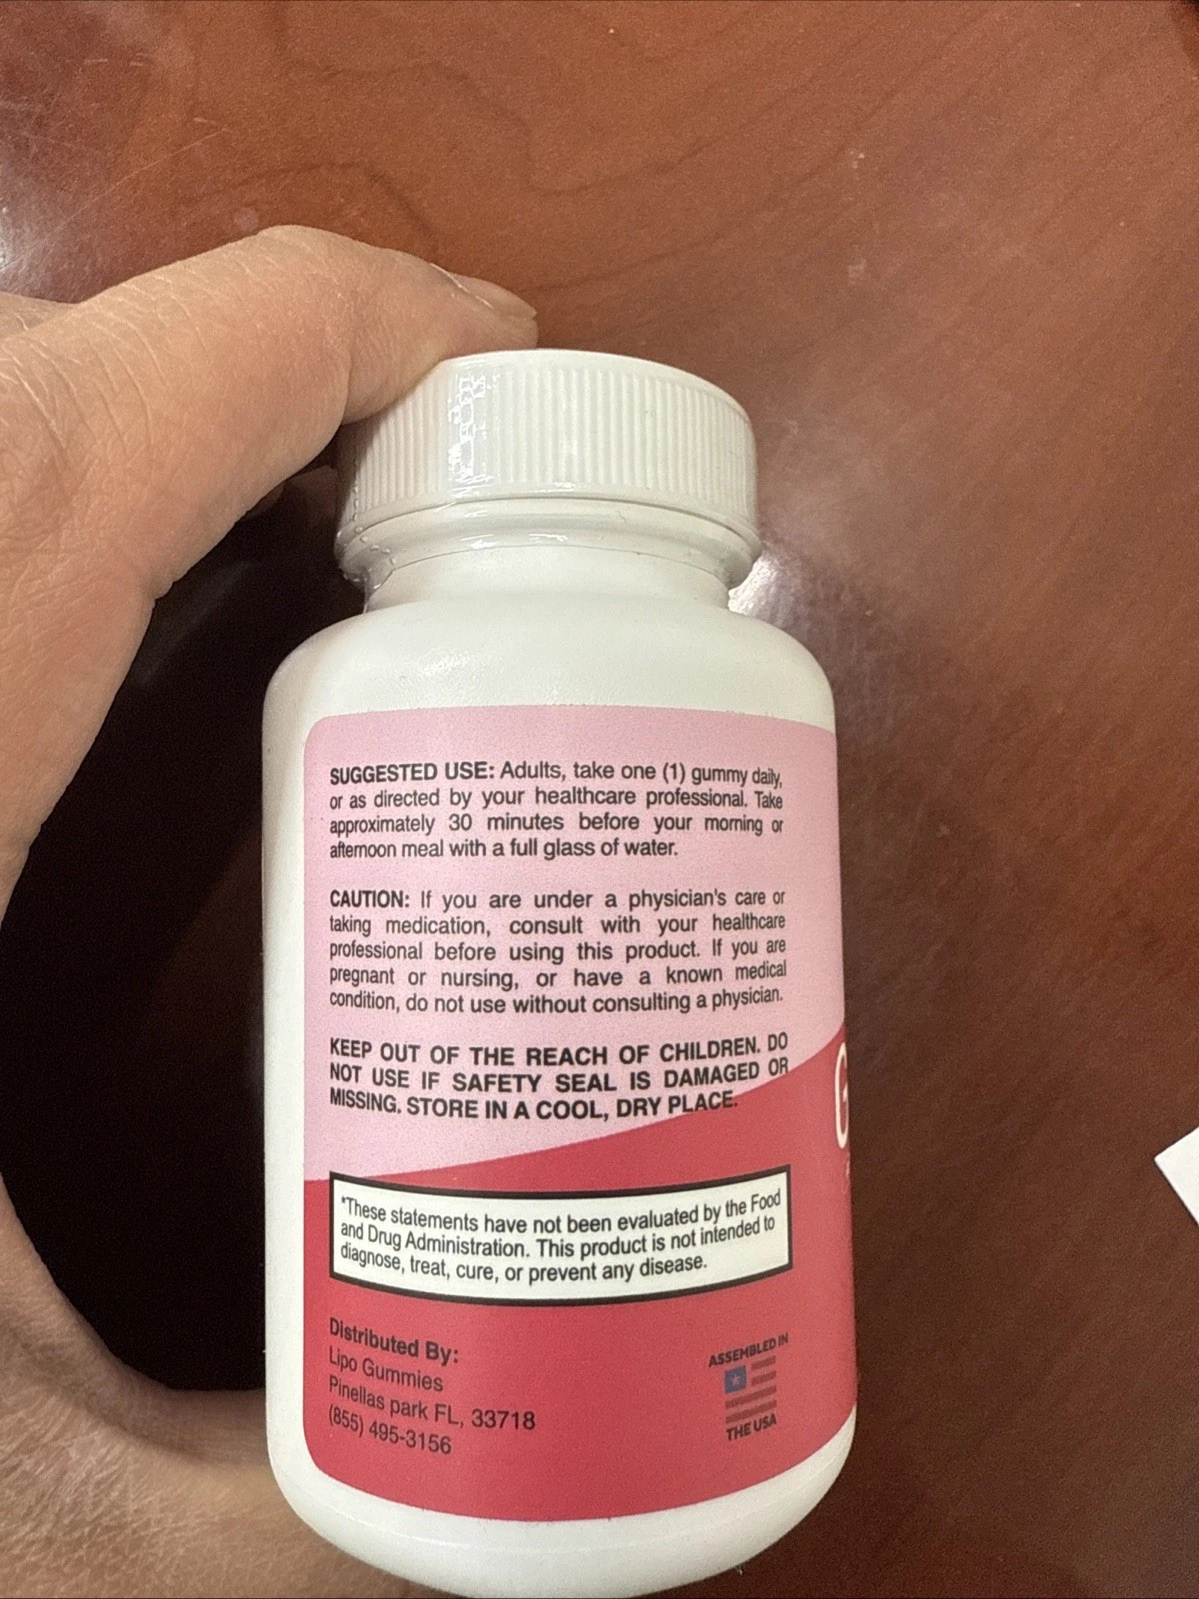 SUGGESTED USE: Adults, take one (1) gummy daily,
or as directed by your healthcare professional. Take
approximately 30 minutes before your morning or
afternoon meal with a full glass of water.
CAUTION: If you are under a physician's care or
taking medication, consult with your healthcare
professional before using this product. If you are
pregnant or nursing, or have a known medical
condition, do not use without consulting a physician.
KEEP OUT OF THE REACH OF CHILDREN. DO
NOT USE IF SAFETY SEAL IS DAMAGED OR
MISSING. STORE IN A COOL, DRY PLACE.
*These statements have not been evaluated by the Food
and Drug Administration. This product is not intended to
diagnose, treat, cure, or prevent any disease.
Distributed By:
Lipo Gummies
Pinellas park FL, 33718
(855) 495-3156
ASSEMBLED IN
THE USA